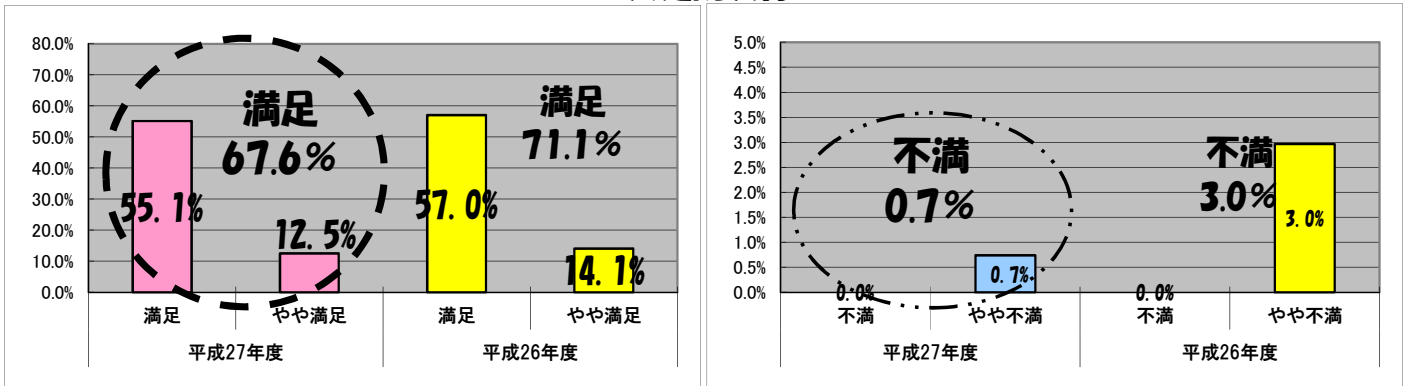 80.0%
70.0%
60.0%
50.0%
40.0%
30.0%
20.0%
10.0%
0.0%
満足
67.6%
満足
71.1%
55.1%
12.5%
57.0%
14.1%
満足
やや満足
満足
やや満足
平成27年度
平成26年度
5.0%
4.5%
4.0%
3.5%
3.0%
2.5%
2.0%
1.5%
1.0%
0.5%
0.0%
不満
0.7%
不満
3.0%
0.0%
0.7%
0.0%
3.0%
不満
やや不満
不満
やや不満
平成27年度
平成26年度